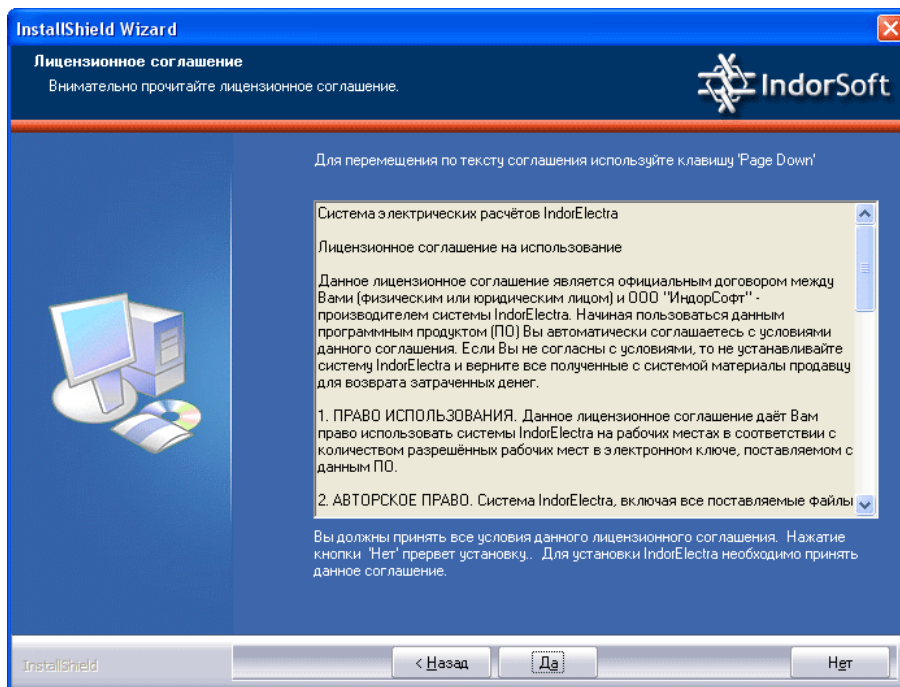 InstallShield Wizard
Лицензионное соглашение
Внимательно прочитайте лицензионное соглашение.
IndorSoft
Для перемещения по тексту соглашения используйте клавишу 'Page Down'
Система электрических расчётов IndorElectra
Лицензионное соглашение на использование
Данное лицензионное соглашение является официальным договором между
Вами (физическим или юридическим лицом) и ООО "ИндорСофт" -
производителем системы IndorElectra. Начиная пользоваться данным
программным продуктом (ПО) Вы автоматически соглашаетесь с условиями
данного соглашения. Если Вы не согласны с условиями, то не устанавливайте
систему IndorElectra и верните все полученные с системой материалы продавцу
для возврата затраченных денег.
1. ПРАВО ИСПОЛЬЗОВАНИЯ. Данное лицензионное соглашение даёт Вам
право использовать системы IndorElectra на рабочих местах в соответствии с
количеством разрешённых рабочих мест в электронном ключе, поставляемом с
данным ПО.
2. АВТОРСКОЕ ПРАВО. Система IndorElectra, включая все поставляемые файлы
Вы должны принять все условия данного лицензионного соглашения. Нажатие
кнопки 'Нет' прервет установку.. Для установки IndorElectra необходимо принять
данное соглашение.
InstallShield
< Назад
Да
Нет